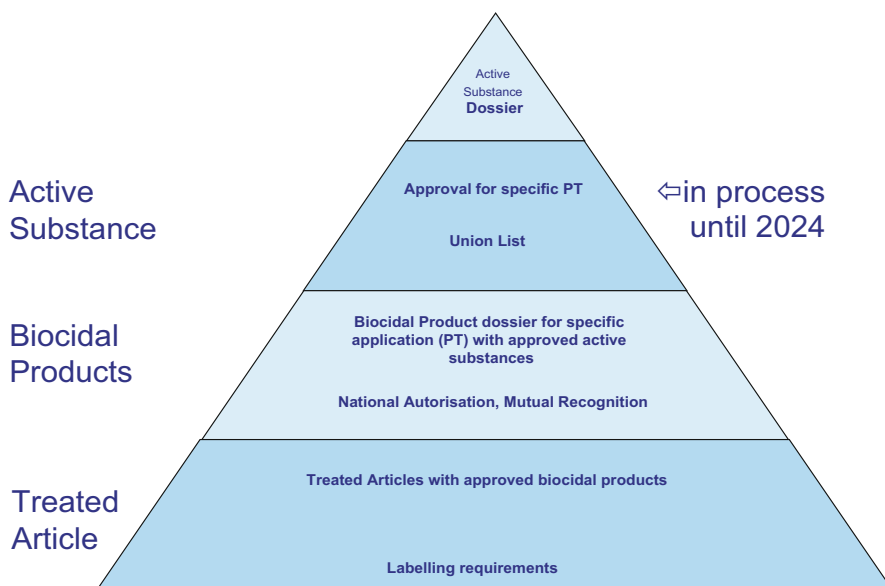 Active
Substance
Dossier
Active
Substance
Approval for specific PT
Union List
⇦in process
until 2024
Biocidal
Products
Biocidal Product dossier for specific
application (PT) with approved active
substances
National Autorisation, Mutual Recognition
Treated
Article
Treated Articles with approved biocidal products
Labelling requirements